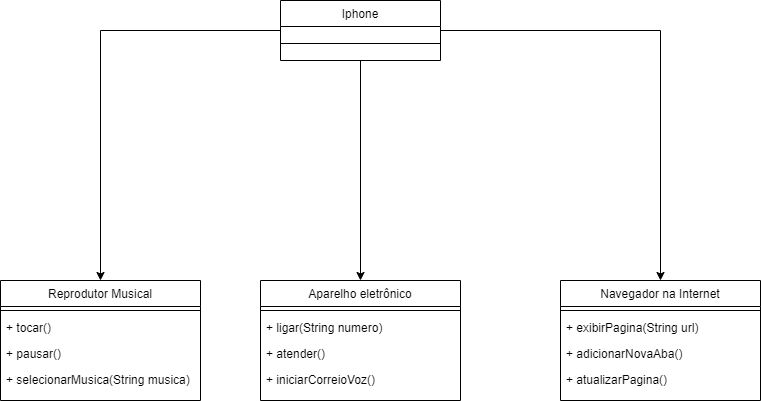 Iphone
Reprodutor Musical
+ tocar()
+ pausar()
+ selecionarMusica(String musica)
Aparelho eletrônico
+ ligar(String numero)
+ atender()
+ iniciarCorreioVoz()
Navegador na Internet
+ exibirPagina(String url)
+ adicionarNovaAba()
+ atualizarPagina()